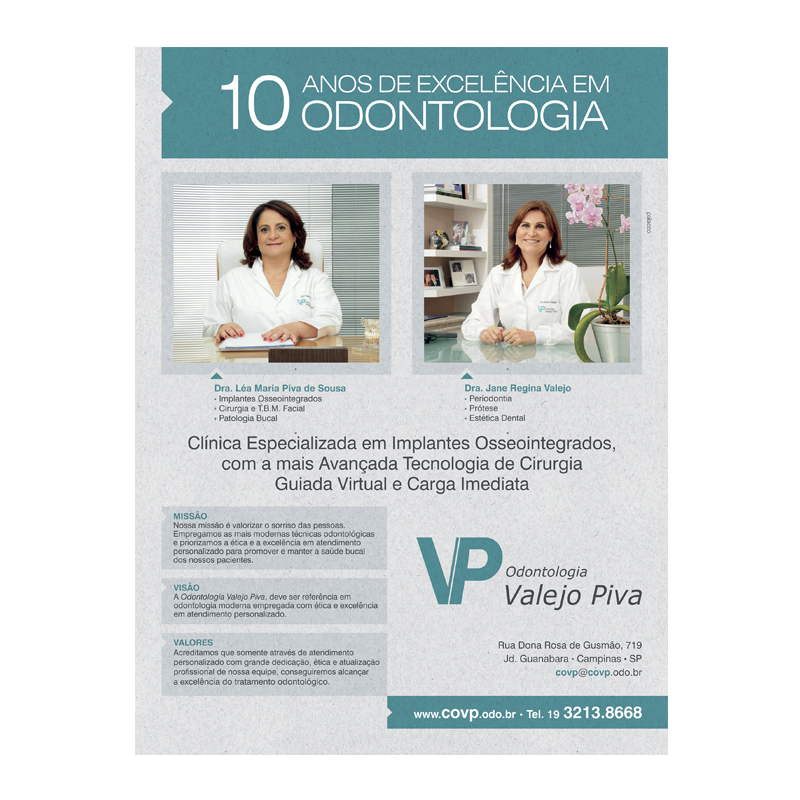 10 ANOS DE EXCELÊNCIA EM
ODONTOLOGIA
Dra. Léa Maria Piva de Sousa
• Implantes Osseointegrados
• Cirurgia e T.B.M. Facial
• Patologia Bucal
Dra. Jane Regina Valejo
• Periodontia
• Prótese
• Estética Dental
Clínica Especializada em Implantes Osseointegrados,
com a mais Avançada Tecnologia de Cirurgia
Guiada Virtual e Carga Imediata
MISSÃO
Nossa missão é valorizar o sorriso das pessoas.
Empregamos as mais modernas técnicas odontológicas
e priorizamos a ética e a excelência em atendimento
personalizado para promover e manter a saúde bucal
dos nossos pacientes.
VISÃO
A Odontologia Valejo Piva, deve ser referência em
odontologia moderna empregada com ética e excelência
em atendimento personalizado.
VALORES
Acreditamos que somente através de atendimento
personalizado com grande dedicação, ética e atualização
profissional de nossa equipe, conseguiremos alcançar
a excelência do tratamento odontológico.
VP
Odontologia
Valejo Piva
Rua Dona Rosa de Gusmão, 719
Jd. Guanabara • Campinas • SP
covp@covp.odo.br
www.covp.odo.br • Tel. 19 3213.8668